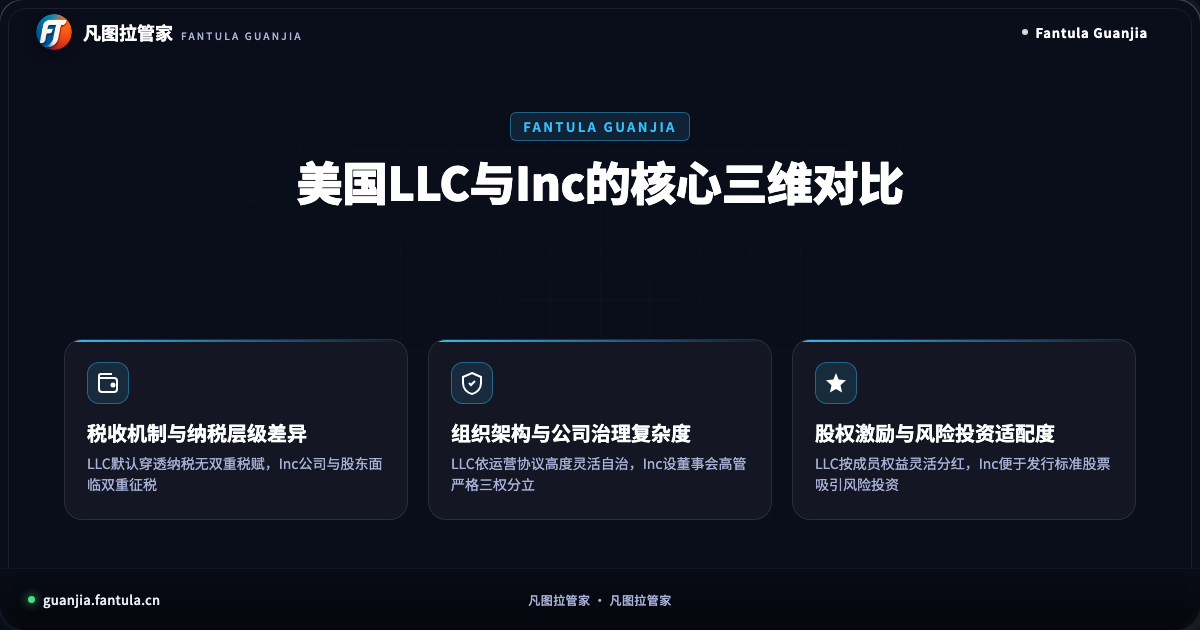 凡图拉管家 FANTULA GUANJIA
Fantula Guanjia
FANTULA GUANJIA
美国LLC与Inc的核心三维对比
税收机制与纳税层级差异
LLC默认穿透纳税无双重税赋，Inc公司与股东面
临双重征税
组织架构与公司治理复杂度
LLC依运营协议高度灵活自治，Inc设董事会高管
严格三权分立
股权激励与风险投资适配度
LLC按成员权益灵活分红，Inc便于发行标准股票
吸引风险投资
guanjia.fantula.cn
凡图拉管家 · 凡图拉管家